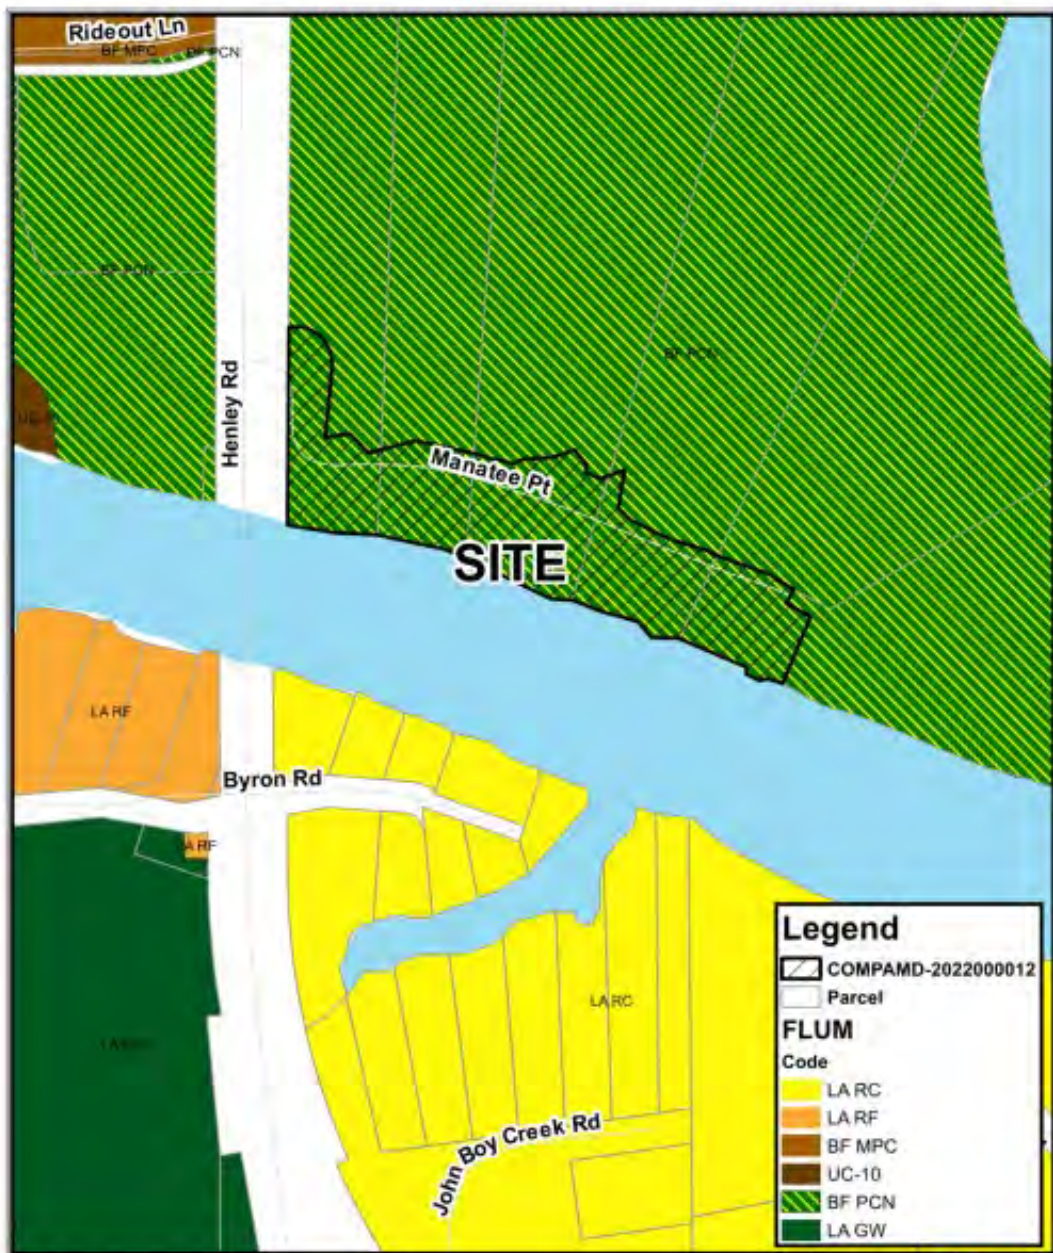 Rideout Ln
BF MPC
BF PCN
BF PCN
Henley Rd
BF PCN
Manatee Pt
SITE
LA RF
Byron Rd
A RF
LA RC
John Boy Creek Rd
Legend
COMPAMD-2022000012
Parcel
FLUM
Code
LA RC
LA RF
BF MPC
UC-10
BF PCN
LA GW